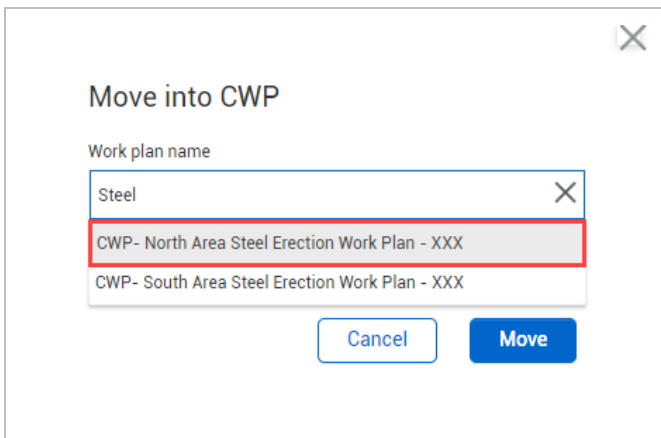 Move into CWP
Work plan name
Steel
CWP- North Area Steel Erection Work Plan - XXX
CWP- South Area Steel Erection Work Plan - XXX
Cancel Move